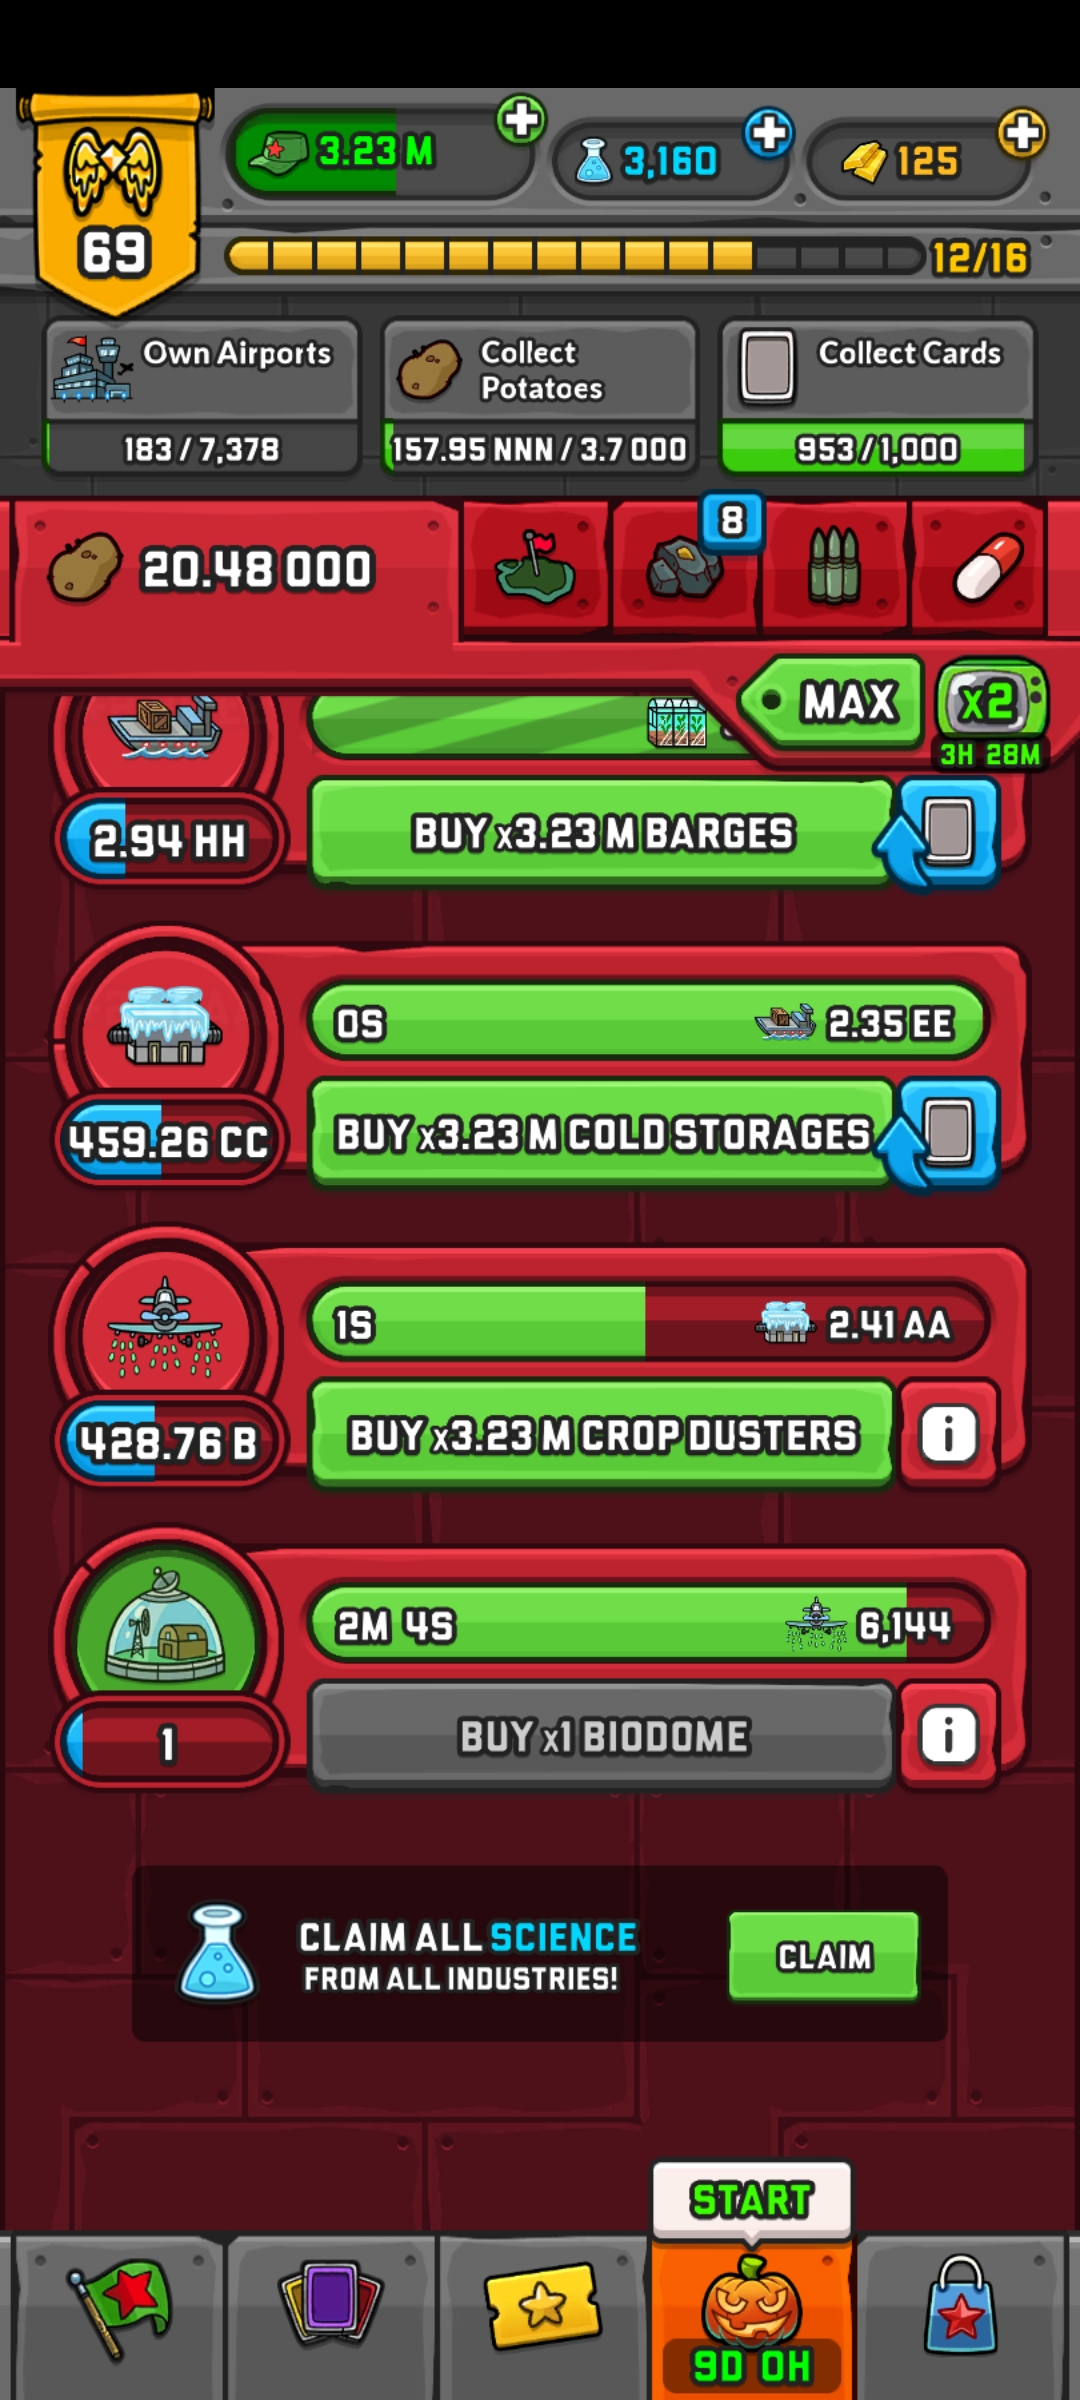 3.23 M
3,160
125
69
12/16
Own Airports
183 / 7,378
Collect
Potatoes
157.95 NNN / 3.7 OOO
Collect Cards
953 / 1,000
20.48 OOO
8
MAX
x2
3H 28M
2.94 HH
BUY x3.23 M BARGES
0S
2.35 EE
459.26 CC
BUY x3.23 M COLD STORAGES
1S
2.41 AA
428.76 B
BUY x3.23 M CROP DUSTERS
i
2M 4S
6,144
1
BUY x1 BIODOME
i
CLAIM ALL SCIENCE
FROM ALL INDUSTRIES!
CLAIM
START
9D 0H